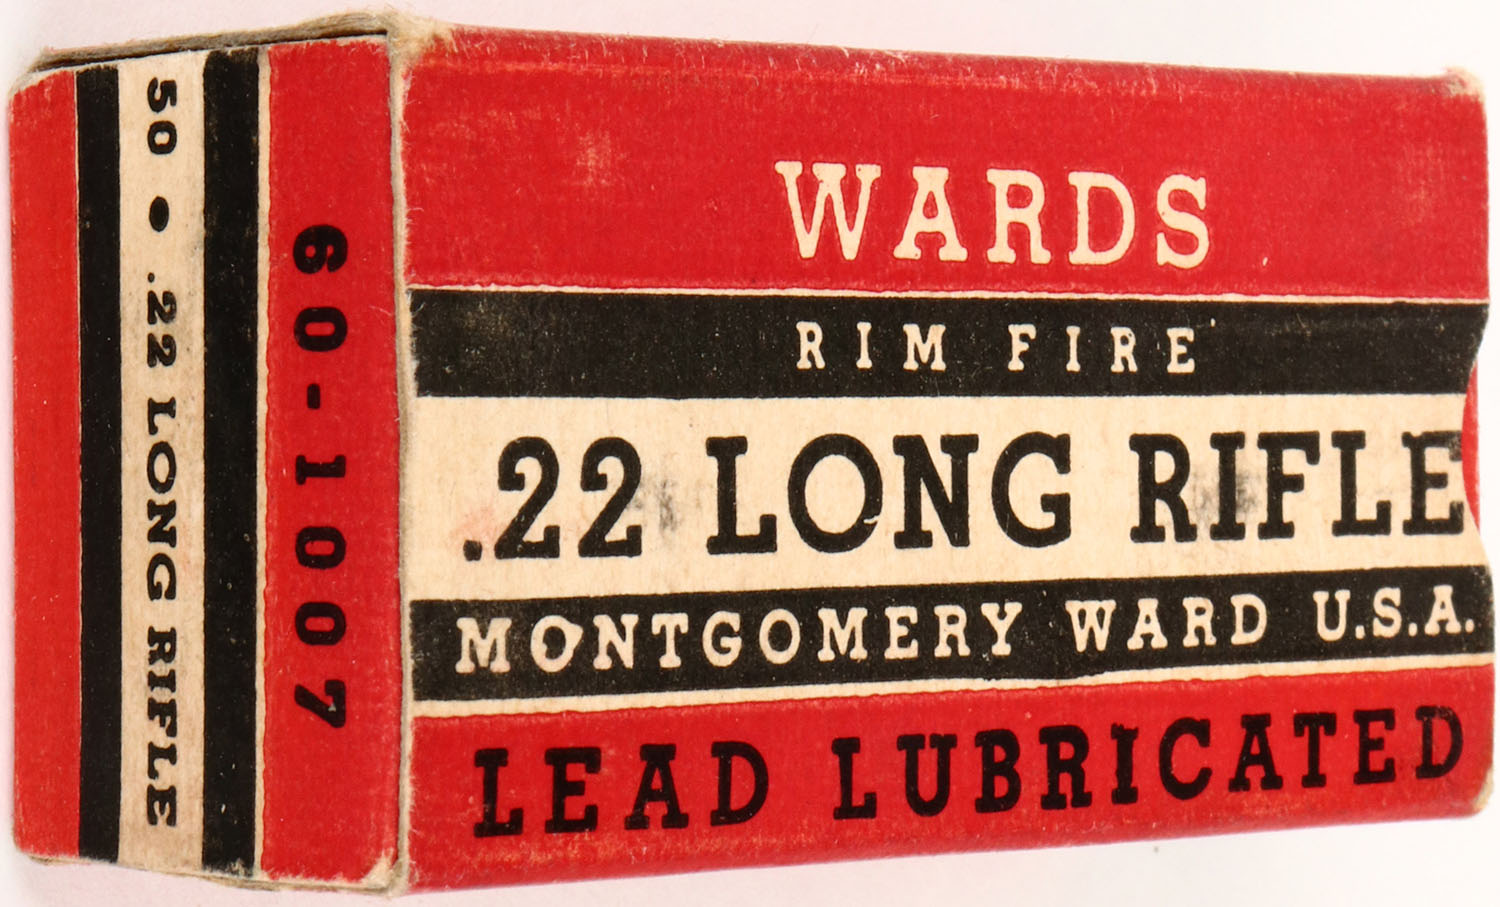 WARDS
RIM FIRE
.22 LONG RIFLE
MONTGOMERY WARD U.S.A.
LEAD LUBRICATED
60-1007
50 • .22 LONG RIFLE